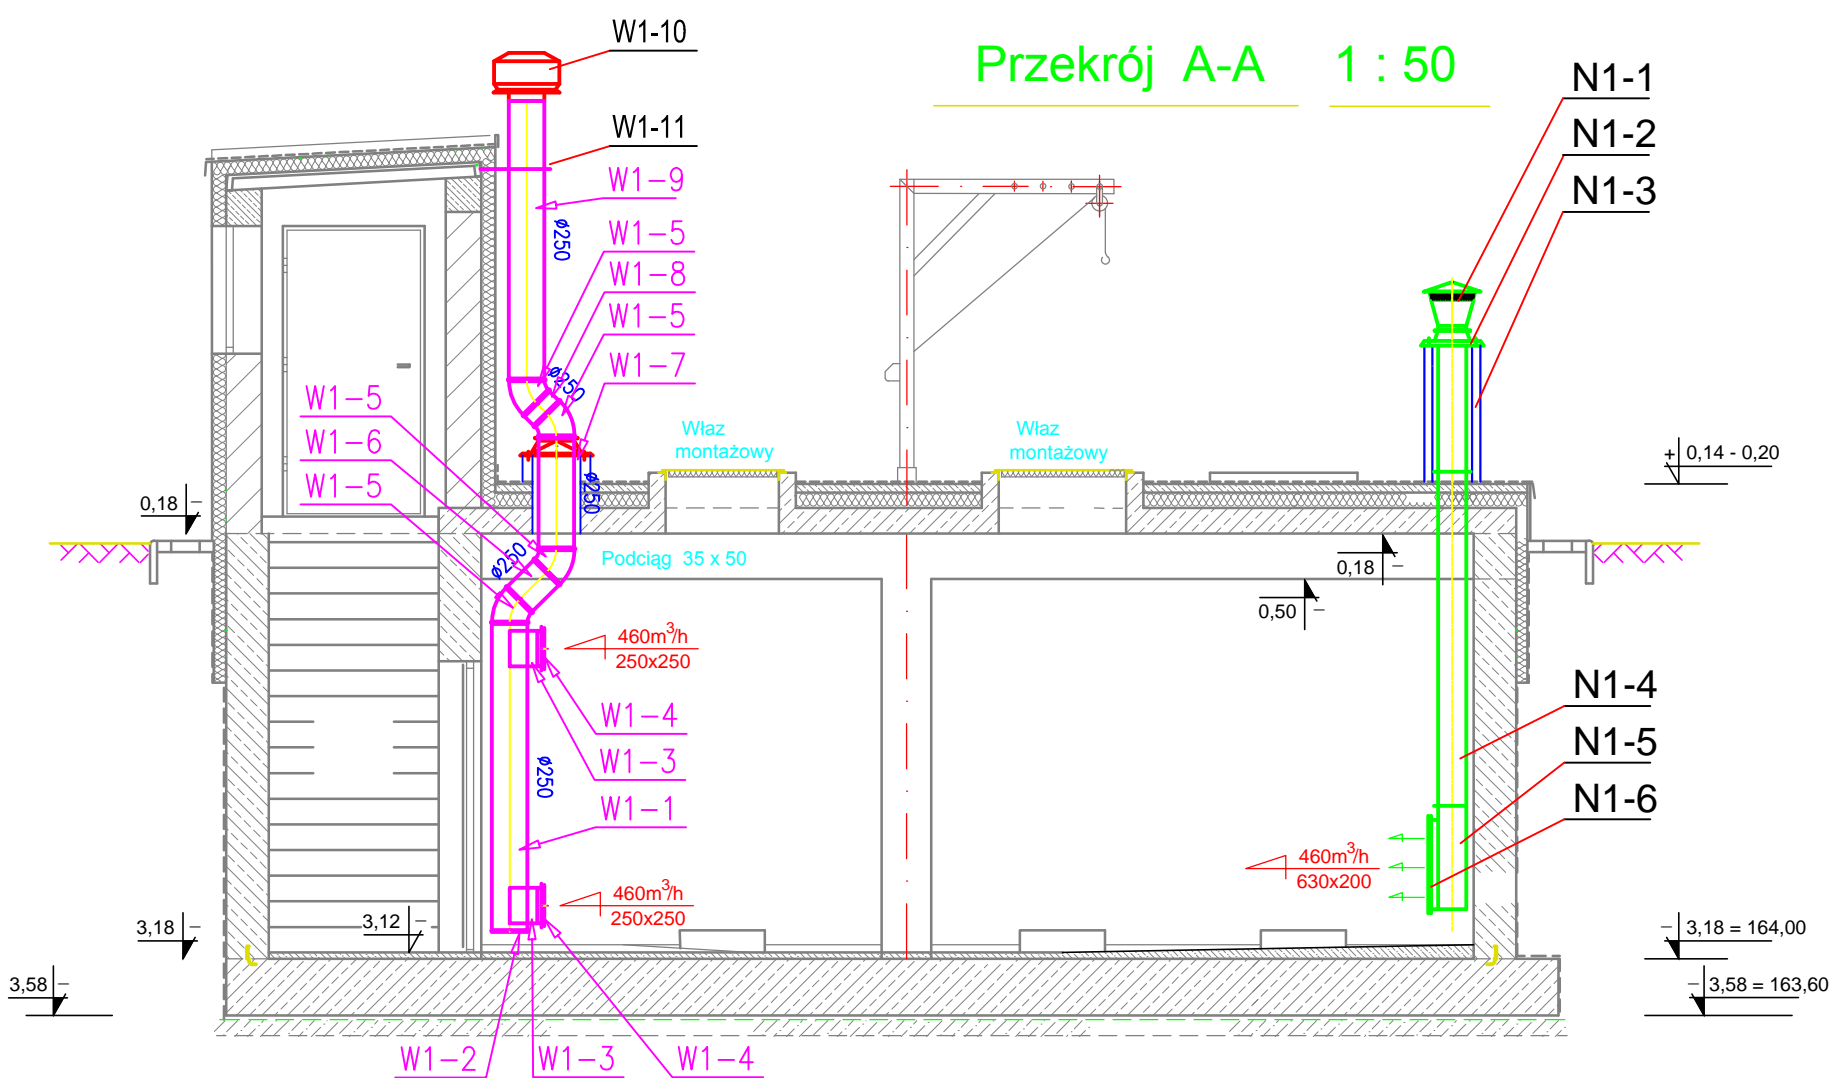 W1-10
Przekrój A-A 1 : 50
N1-1
W1-11
N1-2
W1-9
N1-3
ø250
W1-5
W1-8
W1-5
W1-7
ø250
W1-5
W1-6
W1-5
Właz
montażowy
Właz
montażowy
+ 0,14 - 0,20
0,18 -
ø250
ø250
Podciąg 35 x 50
0,18 -
0,50 -
460m³/h
250x250
W1-4
W1-3
ø250
W1-1
N1-4
N1-5
N1-6
460m³/h
630x200
460m³/h
250x250
3,18 -
3,12 -
- 3,18 = 164,00
3,58 -
- 3,58 = 163,60
W1-2
W1-3
W1-4